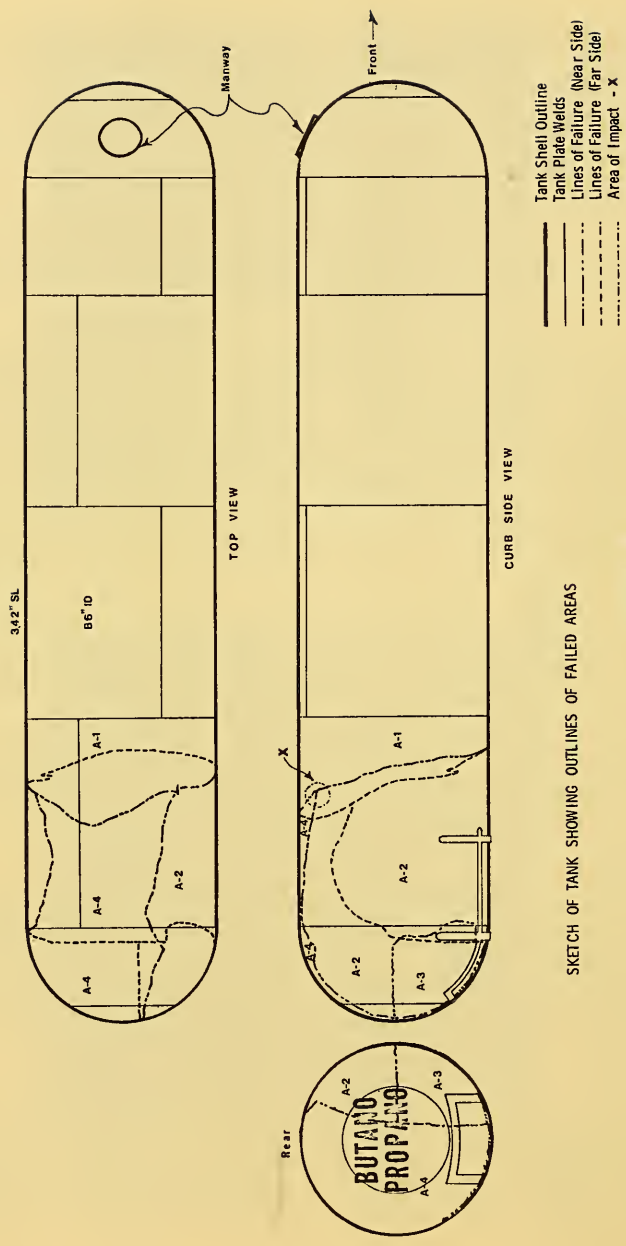 3,42" SL
B6" ID
A-1
A-4
A-2
A-4
Manway
TOP VIEW
Front
X
A-1
A-4
A-2
A-4
A-2
A-3
CURB SIDE VIEW
Rear
A-2
BUTANO
PROPANO
A-3
A-4
Tank Shell Outline
Tank Plate Welds
Lines of Failure (Near Side)
Lines of Failure (Far Side)
Area of Impact - X
SKETCH OF TANK SHOWING OUTLINES OF FAILED AREAS